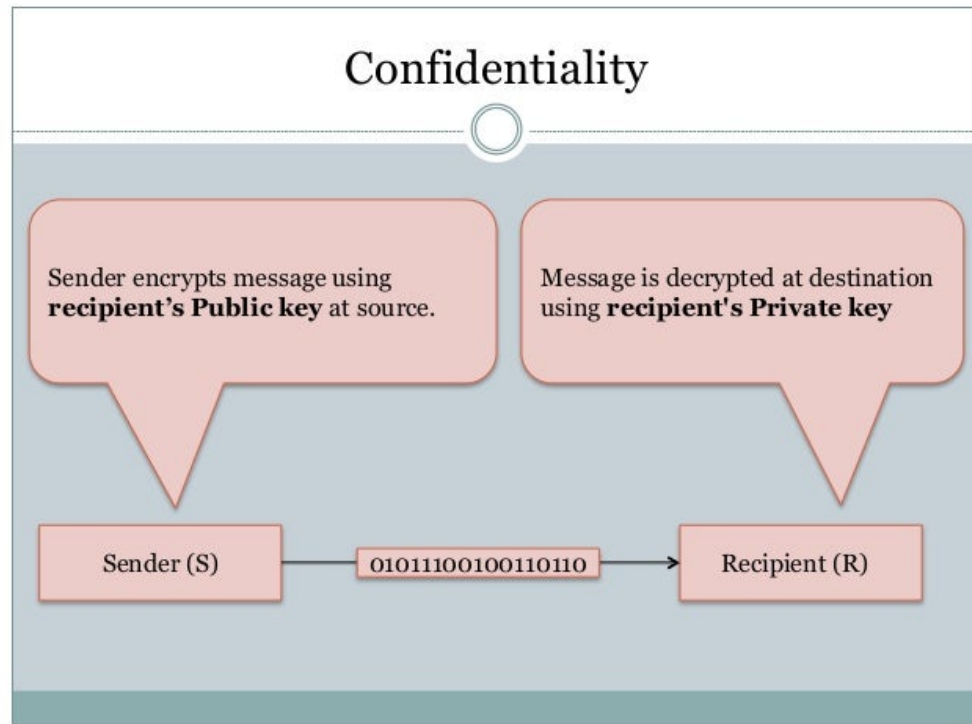 Confidentiality
Sender encrypts message using
recipient’s Public key at source.
Message is decrypted at destination
using recipient's Private key
Sender (S)
01011100100110110
Recipient (R)